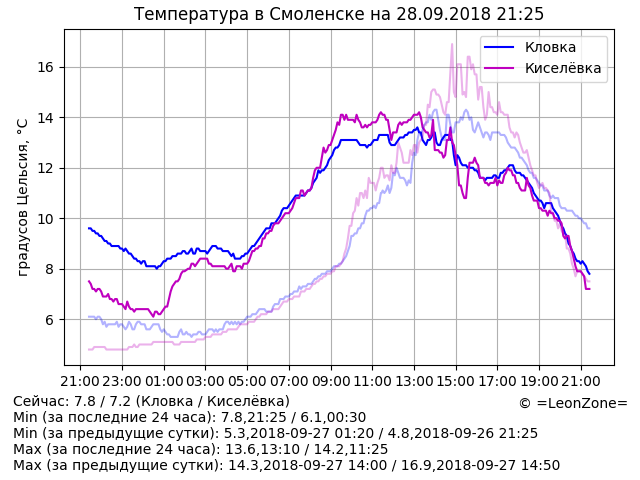 Температура в Смоленске на 28.09.2018 21:25
Кловка
Киселёвка
градусов Цельсия, °C
16
14
12
10
8
6
21:00 23:00 01:00 03:00 05:00 07:00 09:00 11:00 13:00 15:00 17:00 19:00 21:00
Сейчас: 7.8 / 7.2 (Кловка / Киселёвка)
© =LeonZone=
Min (за последние 24 часа): 7.8,21:25 / 6.1,00:30
Min (за предыдущие сутки): 5.3,2018-09-27 01:20 / 4.8,2018-09-26 21:25
Max (за последние 24 часа): 13.6,13:10 / 14.2,11:25
Max (за предыдущие сутки): 14.3,2018-09-27 14:00 / 16.9,2018-09-27 14:50